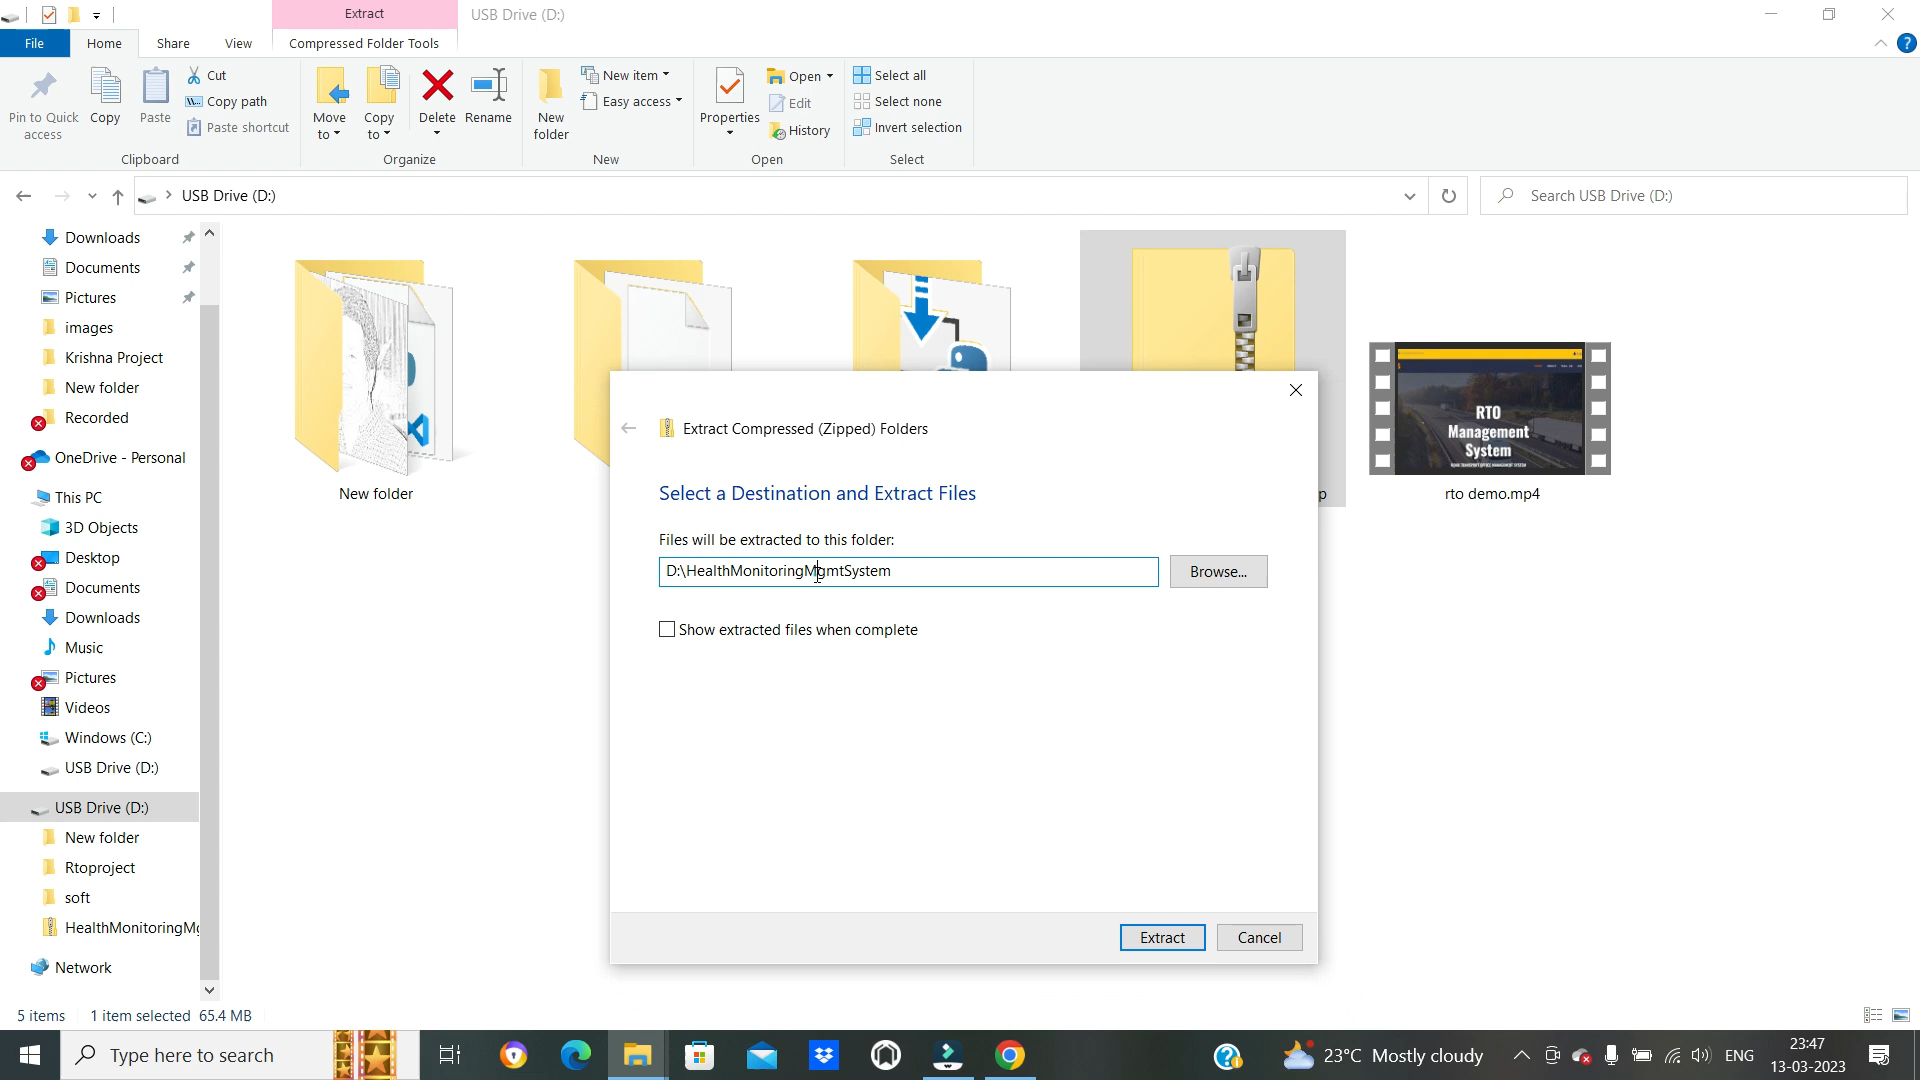 Extract
USB Drive (D:)
File
Home
Share
View
Compressed Folder Tools
Pin to Quick access
Copy
Paste
Cut
Copy path
Paste shortcut
Clipboard
Move to
Copy to
Delete
Rename
Organize
New folder
New item
Easy access
New
Properties
Open
Edit
History
Open
Select all
Select none
Invert selection
Select
USB Drive (D:)
Search USB Drive (D:)
Downloads
Documents
Pictures
images
Krishna Project
New folder
Recorded
OneDrive - Personal
This PC
3D Objects
Desktop
Documents
Downloads
Music
Pictures
Videos
Windows (C:)
USB Drive (D:)
USB Drive (D:)
New folder
Rtoproject
soft
HealthMonitoringMg
Network
New folder
p
RTO
Management
System
rto demo.mp4
Extract Compressed (Zipped) Folders
Select a Destination and Extract Files
Files will be extracted to this folder:
D:\HealthMonitoringMgmtSystem
Browse...
Show extracted files when complete
Extract
Cancel
5 items
1 item selected 65.4 MB
Type here to search
23°C Mostly cloudy
ENG
23:47
13-03-2023